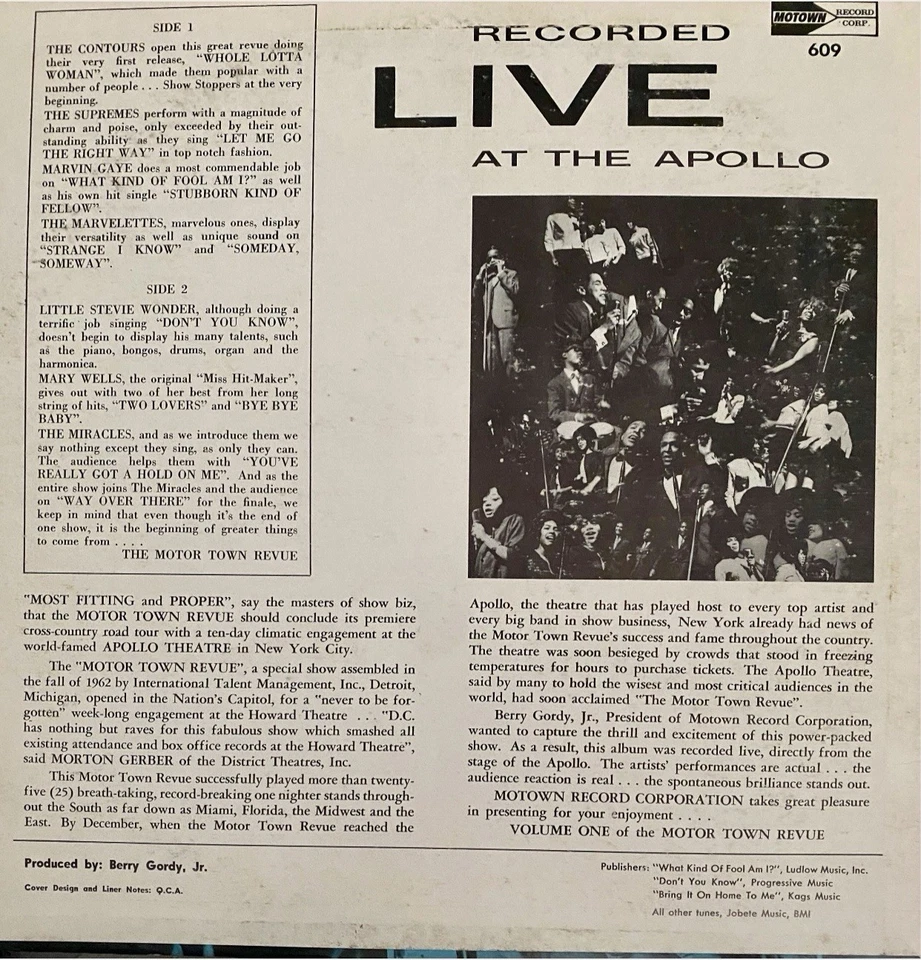 SIDE 1
THE CONTOURS open this great revue doing
their very first release, "WHOLE LOTTA
WOMAN", which made them popular with a
number of people . . . Show Stoppers at the very
beginning.
THE SUPREMES perform with a magnitude of
charm and poise, only exceeded by their out-
standing ability as they sing "LET ME GO
THE RIGHT WAY" in top notch fashion.
MARVIN GAYE does a most commendable job
on "WHAT KIND OF FOOL AM I?" as well
as his own hit single "STUBBORN KIND OF
FELLOW".
THE MARVELETTES, marvelous ones, display
their versatility as well as unique sound on
"STRANGE I KNOW" and "SOMEDAY,
SOMEWAY".
SIDE 2
LITTLE STEVIE WONDER, although doing a
terrific job singing "DON'T YOU KNOW",
doesn't begin to display his many talents, such
as the piano, bongos, drums, organ and the
harmonica.
MARY WELLS, the original "Miss Hit-Maker",
gives out with two of her best from her long
string of hits, "TWO LOVERS" and "BYE BYE
BABY".
THE MIRACLES, and as we introduce them we
say nothing except they sing, as only they can.
The audience helps them with "YOU'VE
REALLY GOT A HOLD ON ME". And as the
entire show joins The Miracles and the audience
on "WAY OVER THERE" for the finale, we
keep in mind that even though it's the end of
one show, it is the beginning of greater things
to come from . . . .
THE MOTOR TOWN REVUE
RECORDED
LIVE
AT THE APOLLO
MOTOWN RECORD
CORP.
609
"MOST FITTING and PROPER", say the masters of show biz,
that the MOTOR TOWN REVUE should conclude its premiere
cross-country road tour with a ten-day climatic engagement at the
world-famed APOLLO THEATRE in New York City.
The "MOTOR TOWN REVUE", a special show assembled in
the fall of 1962 by International Talent Management, Inc., Detroit,
Michigan, opened in the Nation's Capitol, for a "never to be for-
gotten" week-long engagement at the Howard Theatre . . . "D.C.
has nothing but raves for this fabulous show which smashed all
existing attendance and box office records at the Howard Theatre",
said MORTON GERBER of the District Theatres, Inc.
This Motor Town Revue successfully played more than twenty-
five (25) breath-taking, record-breaking one nighter stands through-
out the South as far down as Miami, Florida, the Midwest and the
East. By December, when the Motor Town Revue reached the
Apollo, the theatre that has played host to every top artist and
every big band in show business, New York already had news of
the Motor Town Revue's success and fame throughout the country.
The theatre was soon besieged by crowds that stood in freezing
temperatures for hours to purchase tickets. The Apollo Theatre,
said by many to hold the wisest and most critical audiences in the
world, had soon acclaimed "The Motor Town Revue".
Berry Gordy, Jr., President of Motown Record Corporation,
wanted to capture the thrill and excitement of this power-packed
show. As a result, this album was recorded live, directly from the
stage of the Apollo. The artists' performances are actual . . . the
audience reaction is real . . . the spontaneous brilliance stands out.
MOTOWN RECORD CORPORATION takes great pleasure
in presenting for your enjoyment . . . .
VOLUME ONE of the MOTOR TOWN REVUE
Produced by: Berry Gordy, Jr.
Cover Design and Liner Notes: Q.C.A.
Publishers: "What Kind Of Fool Am I?", Ludlow Music, Inc.
"Don't You Know", Progressive Music
"Bring It On Home To Me", Kags Music
All other tunes, Jobete Music, BMI